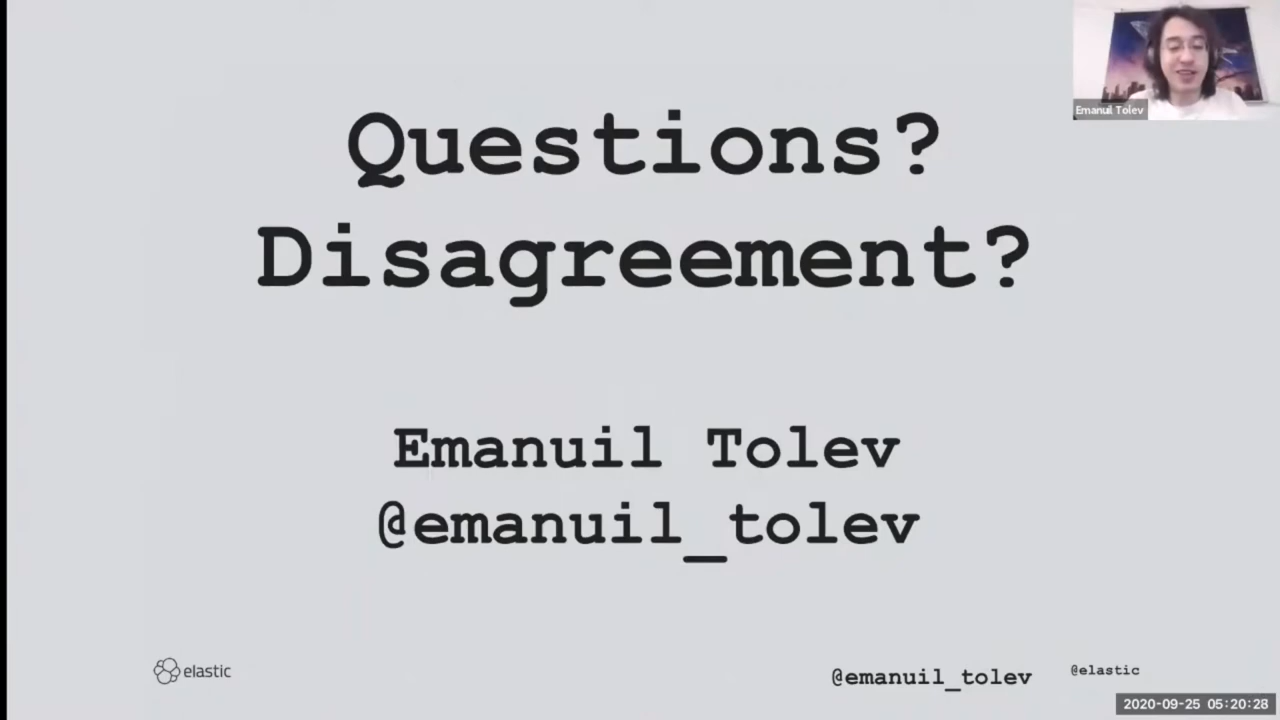 Emanuil Tolev
Questions?
Disagreement?
Emanuil Tolev
@emanuil_tolev
elastic
@emanuil_tolev
@elastic
2020-09-25 05:20:28